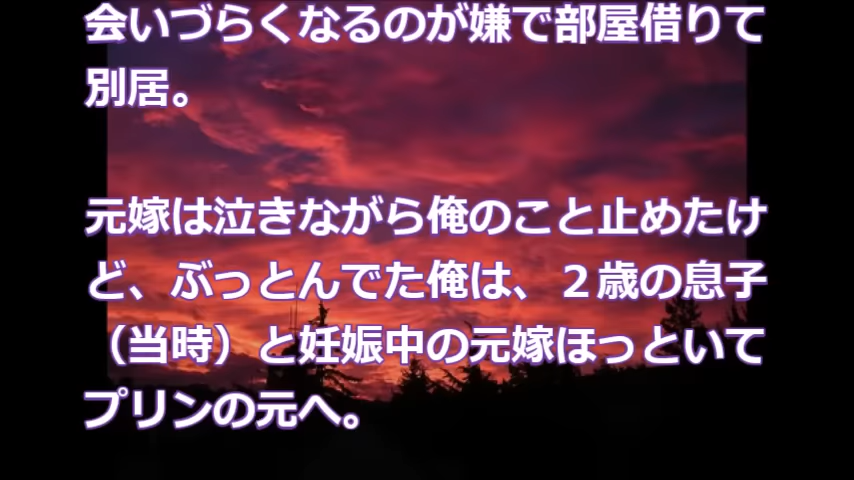 会いづらくなるのが嫌で部屋借りて
別居。
元嫁は泣きながら俺のこと止めたけ
ど、ぶっとんでた俺は、２歳の息子
（当時）と妊娠中の元嫁ほっといて
プリンの元へ。